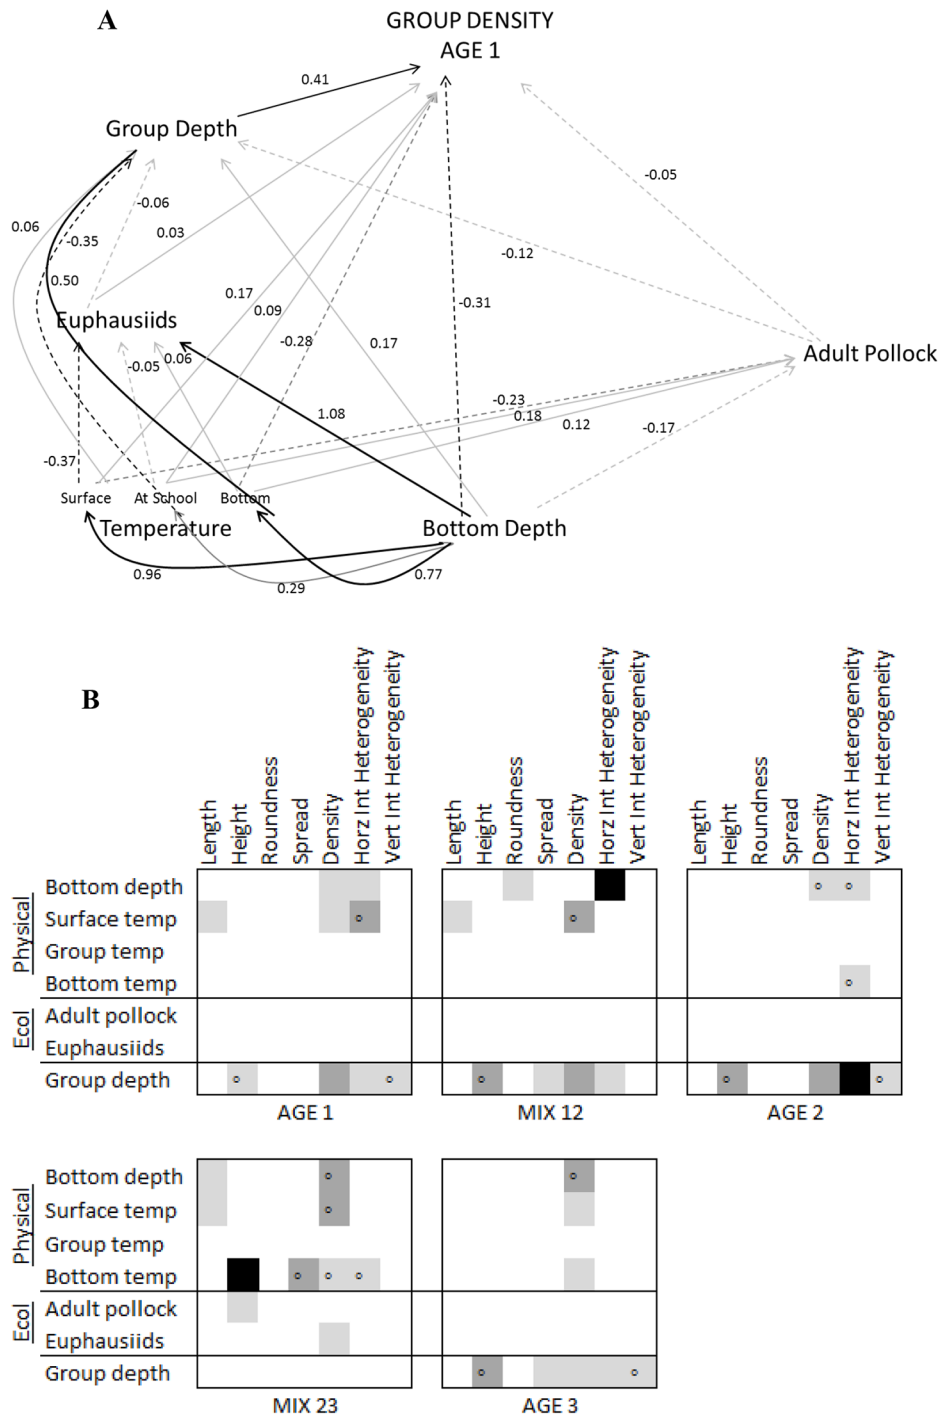 A
GROUP DENSITY
AGE 1
0.41
Group Depth
-0.05
-0.06
0.06
0.03
-0.35
-0.12
0.50
0.17
-0.31
0.09
Euphausiids
-0.28
0.17
Adult Pollock
0.06
-0.05
-0.23
1.08
0.18
0.12
-0.17
-0.37
Surface
At School
Bottom
Temperature
Bottom Depth
0.96
0.29
0.77
B
Length
Height
Roundness
Spread
Density
Horz Int Heterogeneity
Vert Int Heterogeneity
Length
Height
Roundness
Spread
Density
Horz Int Heterogeneity
Vert Int Heterogeneity
Length
Height
Roundness
Spread
Density
Horz Int Heterogeneity
Vert Int Heterogeneity
Physical
Bottom depth
Surface temp
Group temp
Bottom temp
Ecol
Adult pollock
Euphausiids
Group depth
AGE 1
MIX 12
AGE 2
Physical
Bottom depth
Surface temp
Group temp
Bottom temp
Ecol
Adult pollock
Euphausiids
Group depth
MIX 23
AGE 3